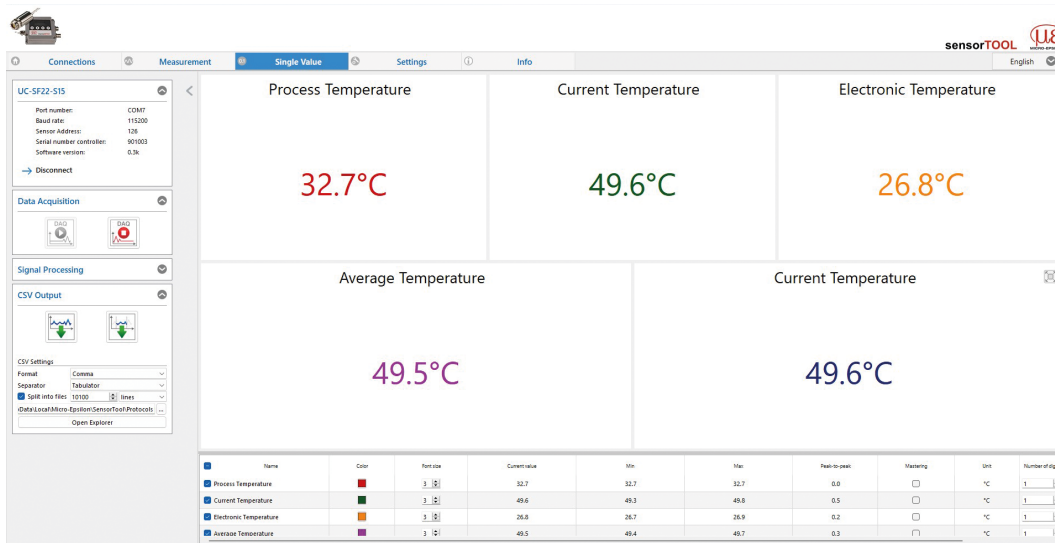 sensorTOOL
Connections Measurement Single Value Settings Info English
UC-SF22-S15
Port number: COM7
Baud rate: 115200
Sensor Address: 126
Serial number controller: 901003
Software version: 0.3k
Disconnect
Data Acquisition
DAQ DAQ
Signal Processing
CSV Output
CSV Settings
Format Comma
Separator Tabulator
Split into files 10100 lines
Data\Local\Micro-Epsilon\SensorTool\Protocols ...
Open Explorer
Process Temperature Current Temperature Electronic Temperature
32.7°C 49.6°C 26.8°C
Average Temperature Current Temperature
49.5°C 49.6°C
Name Color Font size Current value Min Max Peak-to-peak Mastering Unit Number of dig
Process Temperature 3 32.7 32.7 32.7 0.0 °C 1
Current Temperature 3 49.6 49.3 49.8 0.5 °C 1
Electronic Temperature 3 26.8 26.7 26.9 0.2 °C 1
Average Temperature 3 49.5 49.4 49.7 0.3 °C 1